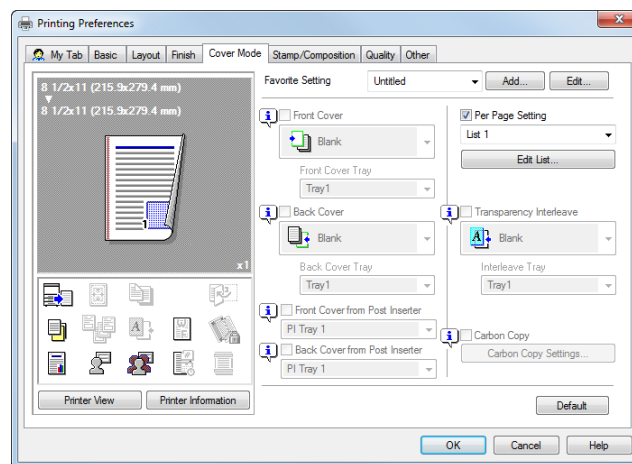 Printing Preferences
My Tab Basic Layout Finish Cover Mode Stamp/Composition Quality Other
8 1/2x11 (215.9x279.4 mm)
8 1/2x11 (215.9x279.4 mm)
1
x1
Printer View Printer Information
Favorite Setting Untitled Add... Edit...
Front Cover
Blank
Front Cover Tray
Tray1
Back Cover
Blank
Back Cover Tray
Tray1
Front Cover from Post Inserter
PI Tray 1
Back Cover from Post Inserter
PI Tray 1
Per Page Setting
List 1
Edit List...
Transparency Interleave
Blank
Interleave Tray
Tray1
Carbon Copy
Carbon Copy Settings...
Default
OK Cancel Help